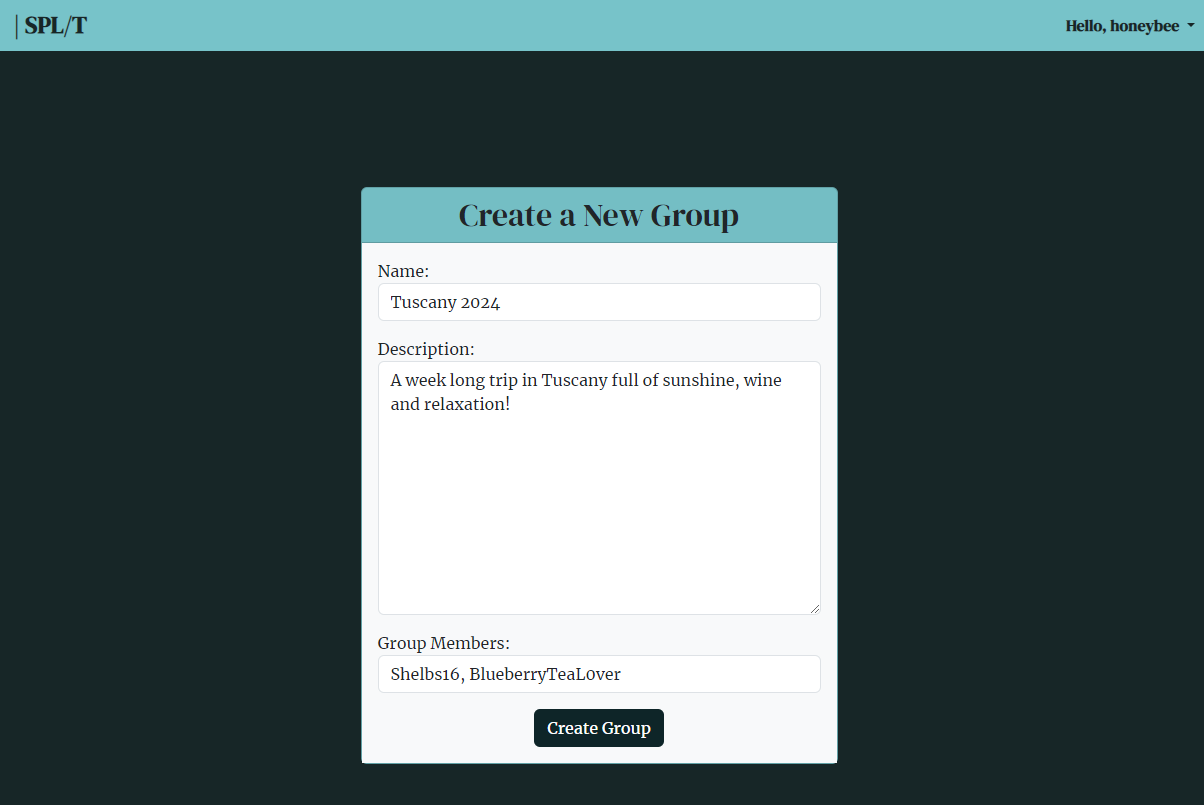 | SPL/T
Hello, honeybee
Create a New Group
Name:
Tuscany 2024
Description:
A week long trip in Tuscany full of sunshine, wine
and relaxation!
Group Members:
Shelbs16, BlueberryTeaL0ver
Create Group